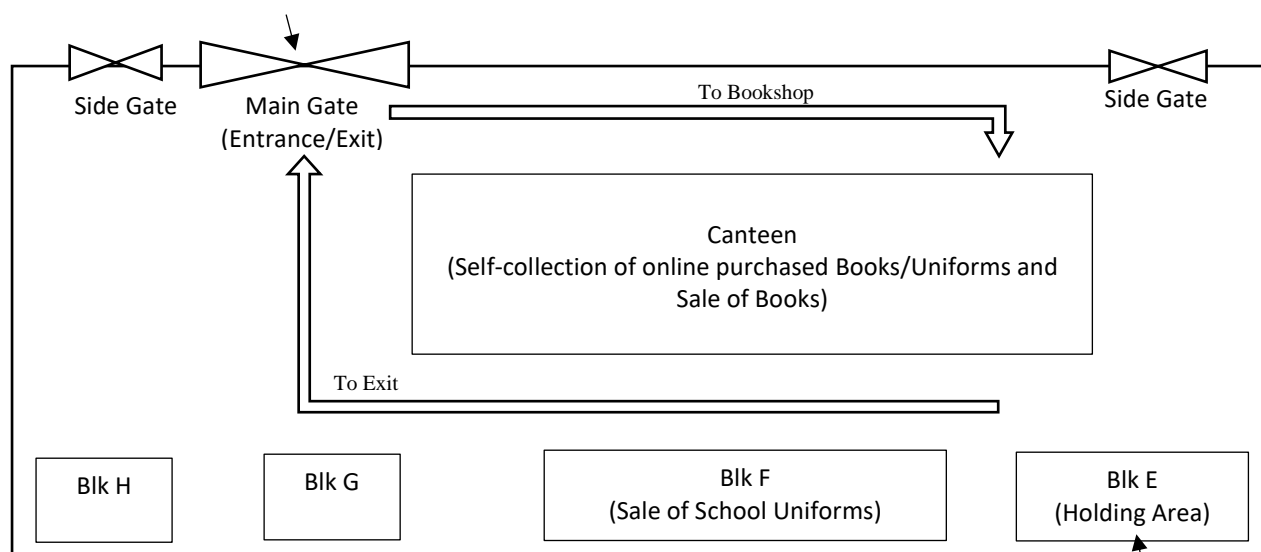 Side Gate
Main Gate
(Entrance/Exit)
To Bookshop
Side Gate
Canteen
(Self-collection of online purchased Books/Uniforms and
Sale of Books)
To Exit
Blk H
Blk G
Blk F
(Sale of School Uniforms)
Blk E
(Holding Area)